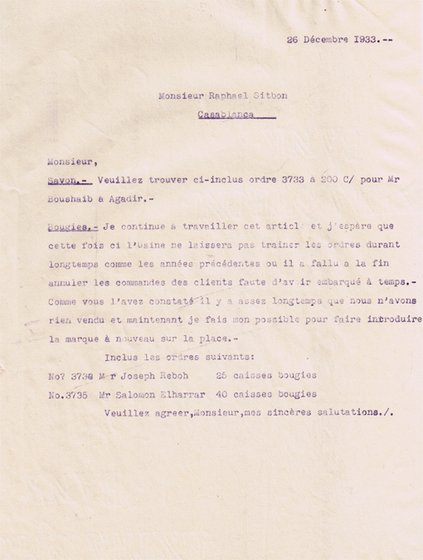 26 Décembre 1933.--
Monsieur Raphael Sitbon
Casablanca
Monsieur,
Savon.- Veuillez trouver ci-inclus ordre 3733 à 200 C/ pour Mr
Boushaib à Agadir.-
Bougies.- Je continue à travailler cet article et j'espère que
cette fois ci l'usine ne laissera pas trainer les ordres durant
longtemps comme les années précédentes ou il a fallu a la fin
annuler les commandes des clients faute d'avoir embarqué à temps.-
Comme vous l'avez constaté il y a assez longtemps que nous n'avons
rien vendu et maintenant je fais mon possible pour faire introduire
la marque à nouveau sur la place.-
Inclus les ordres suivants:
No? Mr Joseph Reboh 25 caisses bougies
No.3735 Mr Salomon Elharrar 40 caisses bougies
Veuillez agreer,Monsieur,mes sincères salutations./.